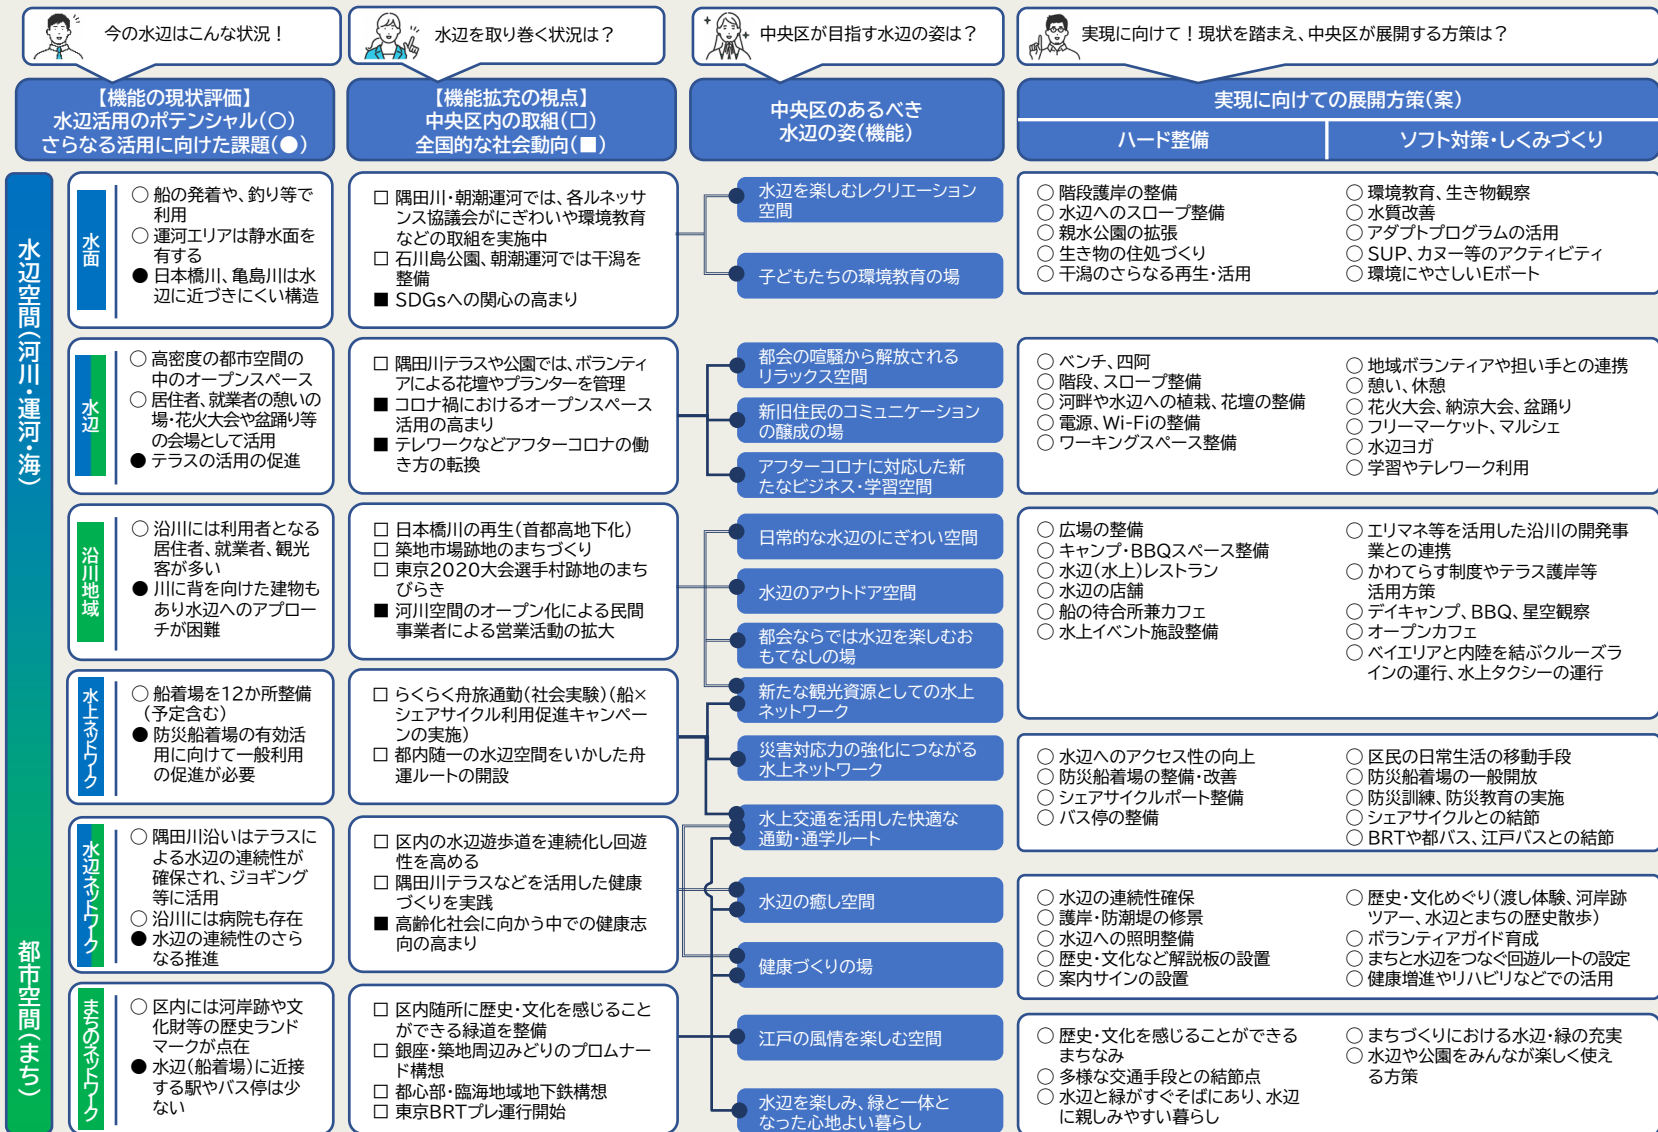 今の水辺はこんな状況！
水辺を取り巻く状況は？
中央区が目指す水辺の姿は？
実現に向けて！現状を踏まえ、中央区が展開する方策は？
【機能の現状評価】
水辺活用のポテンシャル(○)
さらなる活用に向けた課題(●)
【機能拡充の視点】
中央区内の取組(□)
全国的な社会動向(■)
中央区のあるべき
水辺の姿(機能)
実現に向けての展開方策(案)
ハード整備
ソフト対策・しくみづくり
水辺空間(河川・運河・海)
都市空間(まち)
水面
○ 船の発着や、釣り等で
利用
○ 運河エリアは静水面を
有する
● 日本橋川、亀島川は水
辺に近づきにくい構造
□ 隅田川・朝潮運河では、各ルネッサ
ンス協議会がにぎわいや環境教育
などの取組を実施中
□ 石川島公園、朝潮運河では干潟を
整備
■ SDGsへの関心の高まり
水辺を楽しむレクリエーション
空間
子どもたちの環境教育の場
○ 階段護岸の整備
○ 水辺へのスロープ整備
○ 親水公園の拡張
○ 生き物の住処づくり
○ 干潟のさらなる再生・活用
○ 環境教育、生き物観察
○ 水質改善
○ アダプトプログラムの活用
○ SUP、カヌー等のアクティビティ
○ 環境にやさしいEボート
水辺
○ 高密度の都市空間の
中のオープンスペース
○ 居住者、就業者の憩いの
場・花火大会や盆踊り等
の会場として活用
● テラスの活用の促進
□ 隅田川テラスや公園では、ボランティ
アによる花壇やプランターを管理
■ コロナ禍におけるオープンスペース
活用の高まり
■ テレワークなどアフターコロナの働
き方の転換
都会の喧騒から解放される
リラックス空間
新旧住民のコミュニケーション
の醸成の場
アフターコロナに対応した新
たなビジネス・学習空間
○ ベンチ、四阿
○ 階段、スロープ整備
○ 河畔や水辺への植栽、花壇の整備
○ 電源、Wi-Fiの整備
○ ワーキングスペース整備
○ 地域ボランティアや担い手との連携
○ 憩い、休憩
○ 花火大会、納涼大会、盆踊り
○ フリーマーケット、マルシェ
○ 水辺ヨガ
○ 学習やテレワーク利用
沿川地域
○ 沿川には利用者となる
居住者、就業者、観光
客が多い
● 川に背を向けた建物も
あり水辺へのアプロー
チが困難
□ 日本橋川の再生(首都高地下化)
□ 築地市場跡地のまちづくり
□ 東京2020大会選手村跡地のまち
びらき
■ 河川空間のオープン化による民間
事業者による営業活動の拡大
日常的な水辺のにぎわい空間
水辺のアウトドア空間
都会ならでは水辺を楽しむお
もてなしの場
新たな観光資源としての水上
ネットワーク
○ 広場の整備
○ キャンプ・BBQスペース整備
○ 水辺(水上)レストラン
○ 水辺の店舗
○ 船の待合所兼カフェ
○ 水上イベント施設整備
○ エリマネ等を活用した沿川の開発事
業との連携
○ かわてらす制度やテラス護岸等
活用方策
○ デイキャンプ、BBQ、星空観察
○ オープンカフェ
○ ベイエリアと内陸を結ぶクルーズラ
インの運行、水上タクシーの運行
水上ネットワーク
○ 船着場を12か所整備
(予定含む)
● 防災船着場の有効活
用に向けて一般利用
の促進が必要
□ らくらく舟旅通勤(社会実験)(船×
シェアサイクル利用促進キャンペー
ンの実施)
□ 都内随一の水辺空間をいかした舟
運ルートの開設
災害対応力の強化につながる
水上ネットワーク
水上交通を活用した快適な
通勤・通学ルート
○ 水辺へのアクセス性の向上
○ 防災船着場の整備・改善
○ シェアサイクルポート整備
○ バス停の整備
○ 区民の日常生活の移動手段
○ 防災船着場の一般開放
○ 防災訓練、防災教育の実施
○ シェアサイクルとの結節
○ BRTや都バス、江戸バスとの結節
水辺ネットワーク
○ 隅田川沿いはテラスに
よる水辺の連続性が
確保され、ジョギング
等に活用
○ 沿川には病院も存在
● 水辺の連続性のさら
なる推進
□ 区内の水辺遊歩道を連続化し回遊
性を高める
□ 隅田川テラスなどを活用した健康
づくりを実践
■ 高齢化社会に向かう中での健康志
向の高まり
水辺の癒し空間
健康づくりの場
○ 水辺の連続性確保
○ 護岸・防潮堤の修景
○ 水辺への照明整備
○ 歴史・文化など解説板の設置
○ 案内サインの設置
○ 歴史・文化めぐり(渡し体験、河岸跡
ツアー、水辺とまちの歴史散歩)
○ ボランティアガイド育成
○ まちと水辺をつなぐ回遊ルートの設定
○ 健康増進やリハビリなどでの活用
まちのネットワーク
○ 区内には河岸跡や文
化財等の歴史ランド
マークが点在
● 水辺(船着場)に近接
する駅やバス停は少
ない
□ 区内随所に歴史・文化を感じること
ができる緑道を整備
□ 銀座・築地周辺みどりのプロムナー
ド構想
□ 都心部・臨海地域地下鉄構想
□ 東京BRTプレ運行開始
江戸の風情を楽しむ空間
水辺を楽しみ、緑と一体と
なった心地よい暮らし
○ 歴史・文化を感じることができる
まちなみ
○ 多様な交通手段との結節点
○ 水辺と緑がすぐそばにあり、水辺
に親しみやすい暮らし
○ まちづくりにおける水辺・緑の充実
○ 水辺や公園をみんなが楽しく使え
る方策